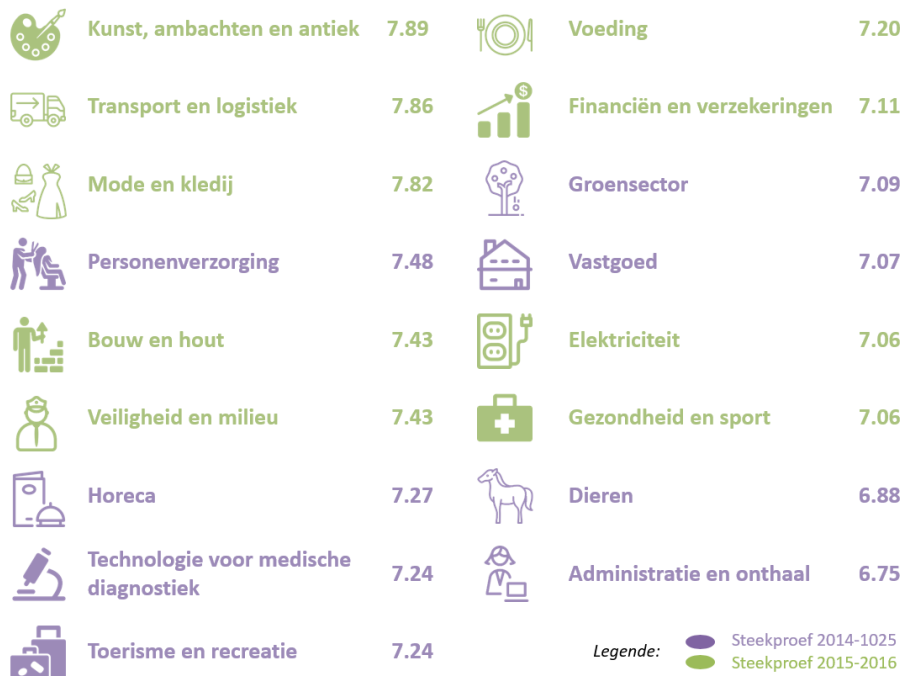 Kunst, ambachten en antiek 7.89
Transport en logistiek 7.86
Mode en kledij 7.82
Personenverzorging 7.48
Bouw en hout 7.43
Veiligheid en milieu 7.43
Horeca 7.27
Technologie voor medische
diagnostiek 7.24
Toerisme en recreatie 7.24
Voeding 7.20
$
Financiën en verzekeringen 7.11
Groensector 7.09
Vastgoed 7.07
Elektriciteit 7.06
Gezondheid en sport 7.06
Dieren 6.88
Administratie en onthaal 6.75
Legende:
Steekproef 2014-1025
Steekproef 2015-2016